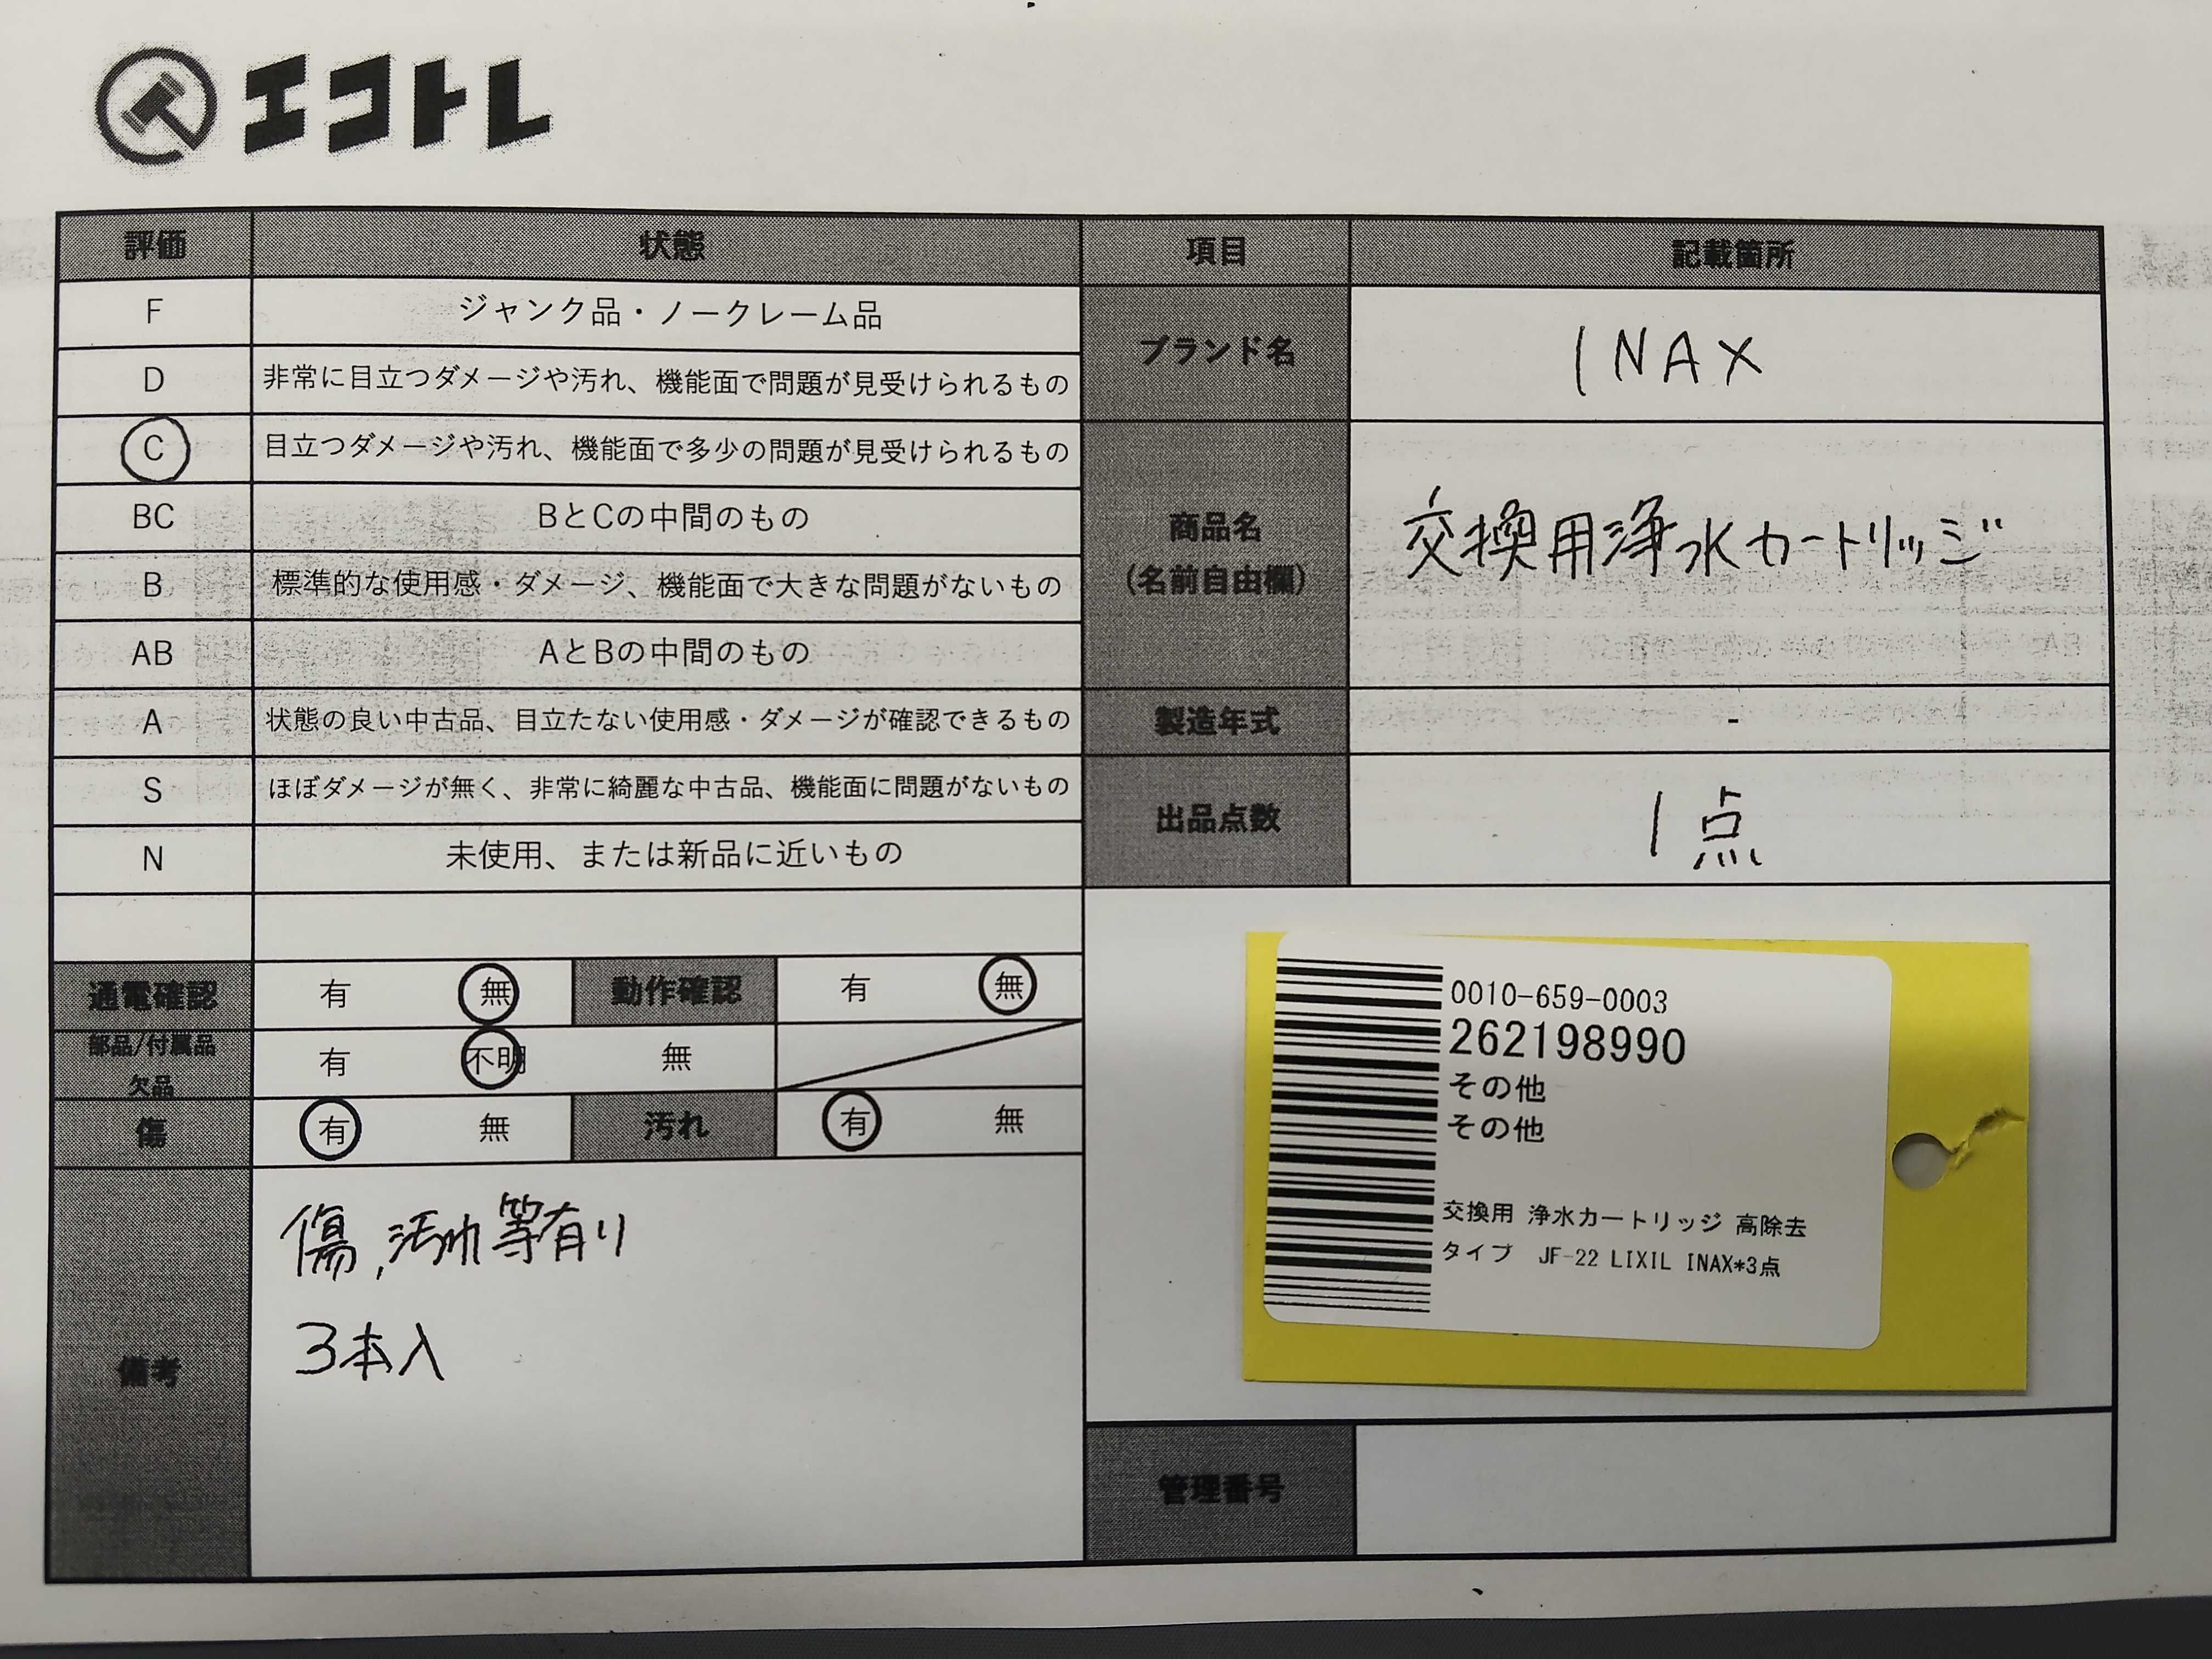 エコトレ
評価 状態
F ジャンク品・ノークレーム品
D 非常に目立つダメージや汚れ、機能面で問題が見受けられるもの
C 目立つダメージや汚れ、機能面で多少の問題が見受けられるもの
BC BとCの中間のもの
B 標準的な使用感・ダメージ、機能面で大きな問題がないもの
AB AとBの中間のもの
A 状態の良い中古品、目立たない使用感・ダメージが確認できるもの
S ほぼダメージが無く、非常に綺麗な中古品、機能面に問題がないもの
N 未使用、または新品に近いもの
通電確認 有 無 動作確認 有 無
部品/付属品
欠品 有 不明 無
傷 有 無 汚れ 有 無
備考
傷,汚れ等有り
3本入
項目 記載箇所
ブランド名 INAX
商品名
(名前自由欄)
交換用浄水カートリッジ
製造年式 -
出品点数 1点
0010-659-0003
262198990
その他
その他
交換用 浄水カートリッジ 高除去
タイプ JF-22 LIXIL INAX*3点
管理番号